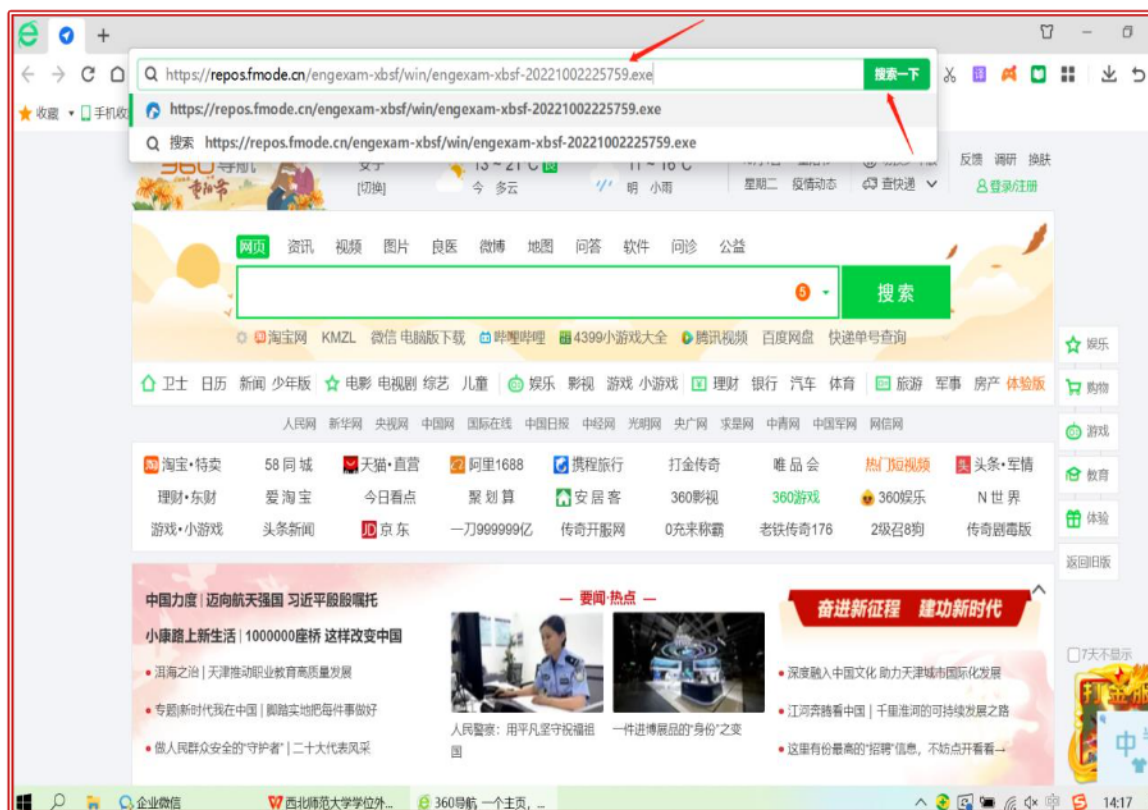 https://repos.fmode.cn/engexam-xbsf/win/engexam-xbsf-20221002225759.exe 搜索一下 译
收藏 手机收 https://repos.fmode.cn/engexam-xbsf/win/engexam-xbsf-20221002225759.exe
搜索 https://repos.fmode.cn/engexam-xbsf/win/engexam-xbsf-20221002225759.exe
反馈 调研 换肤
[切换] 今 多云 明 小雨 星期二 疫情动态 查快递 登录/注册
网页 资讯 视频 图片 良医 微博 地图 问答 软件 问诊 公益
5 搜索
淘宝网 KMZL 微信 电脑版下载 哔哩哔哩 4399小游戏大全 腾讯视频 百度网盘 快递单号查询
娱乐
卫士 日历 新闻 少年版 电影 电视剧 综艺 儿童 娱乐 影视 游戏 小游戏 理财 银行 汽车 体育 旅游 军事 房产 体验版
购物
人民网 新华网 央视网 中国网 国际在线 中国日报 中经网 光明网 央广网 求是网 中青网 中国军网 网信网
游戏
淘宝•特卖 58同城 天猫•直营 阿里1688 携程旅行 打金传奇 唯品会 热门短视频 头条•军情
教育
理财•东财 爱淘宝 今日看点 聚划算 安居客 360影视 360游戏 360娱乐 N世界
体验
游戏•小游戏 头条新闻 JD京东 一刀999999亿 传奇开服网 0充来称霸 老铁传奇176 2级召8狗 传奇剧毒版
返回旧版
中国力度|迈向航天强国 习近平殷殷嘱托
要闻·热点
奋进新征程 建功新时代
小康路上新生活|1000000座桥 这样改变中国
7天不显示
洱海之治|天津推动职业教育高质量发展
深度融入中国文化 助力天津城市国际化发展
专题|新时代我在中国|脚踏实地把每件事做好
江河奔腾看中国|千里淮河的可持续发展之路
人民警察：用平凡坚守祝福祖国
一件进博展品的“身份”之变
做人民群众安全的“守护者”|二十大代表风采
这里有份最高的“招聘”信息，不妨点开看看→
中
企业微信 西北师范大学学位外... 360导航 一个主页，... 中 14:17